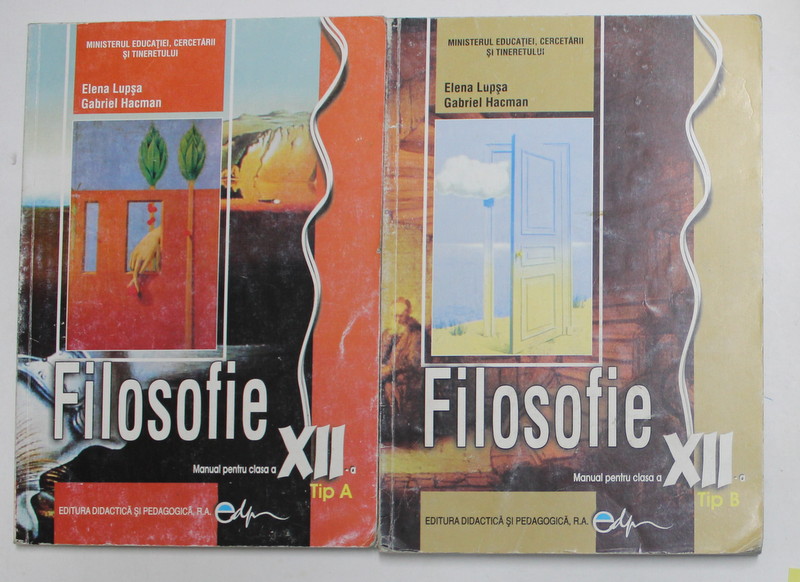 MINISTERUL EDUCAȚIEI, CERCETĂRII
ȘI TINERETULUI
Elena Lupșa
Gabriel Hacman
Filosofie
Manual pentru clasa a XII-a
Tip A
EDITURA DIDACTICĂ ȘI PEDAGOGICĂ, R.A.
edp
MINISTERUL EDUCAȚIEI, CERCETĂRII
ȘI TINERETULUI
Elena Lupșa
Gabriel Hacman
Filosofie
Manual pentru clasa a XII-a
Tip B
EDITURA DIDACTICĂ ȘI PEDAGOGICĂ, R.A.
edp